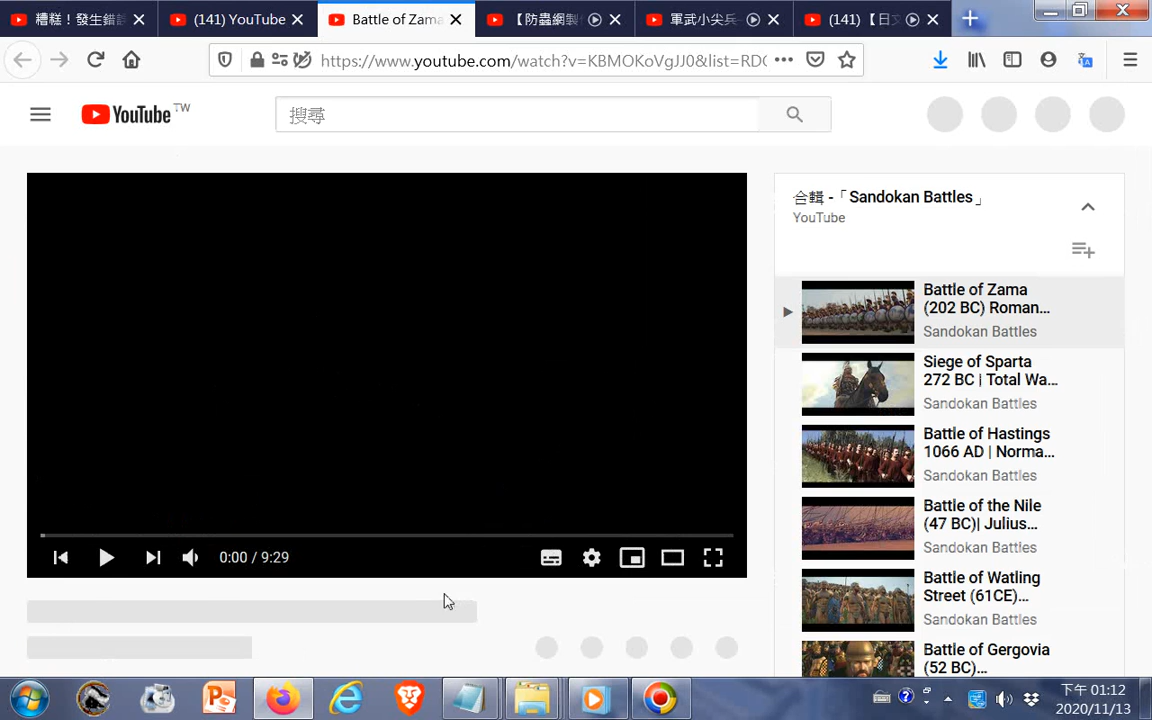 糟糕！發生錯誤
(141) YouTube
Battle of Zama
【防蟲網製
軍武小尖兵
(141) 【日文
https://www.youtube.com/watch?v=KBMOKoVgJJ0&list=RD
YouTube TW
搜尋
合輯 -「Sandokan Battles」
YouTube
Battle of Zama
(202 BC) Roman...
Sandokan Battles
Siege of Sparta
272 BC | Total Wa...
Sandokan Battles
Battle of Hastings
1066 AD | Norma...
Sandokan Battles
Battle of the Nile
(47 BC)| Julius...
Sandokan Battles
Battle of Watling
Street (61CE)...
Sandokan Battles
Battle of Gergovia
(52 BC)...
0:00 / 9:29
下午 01:12
2020/11/13